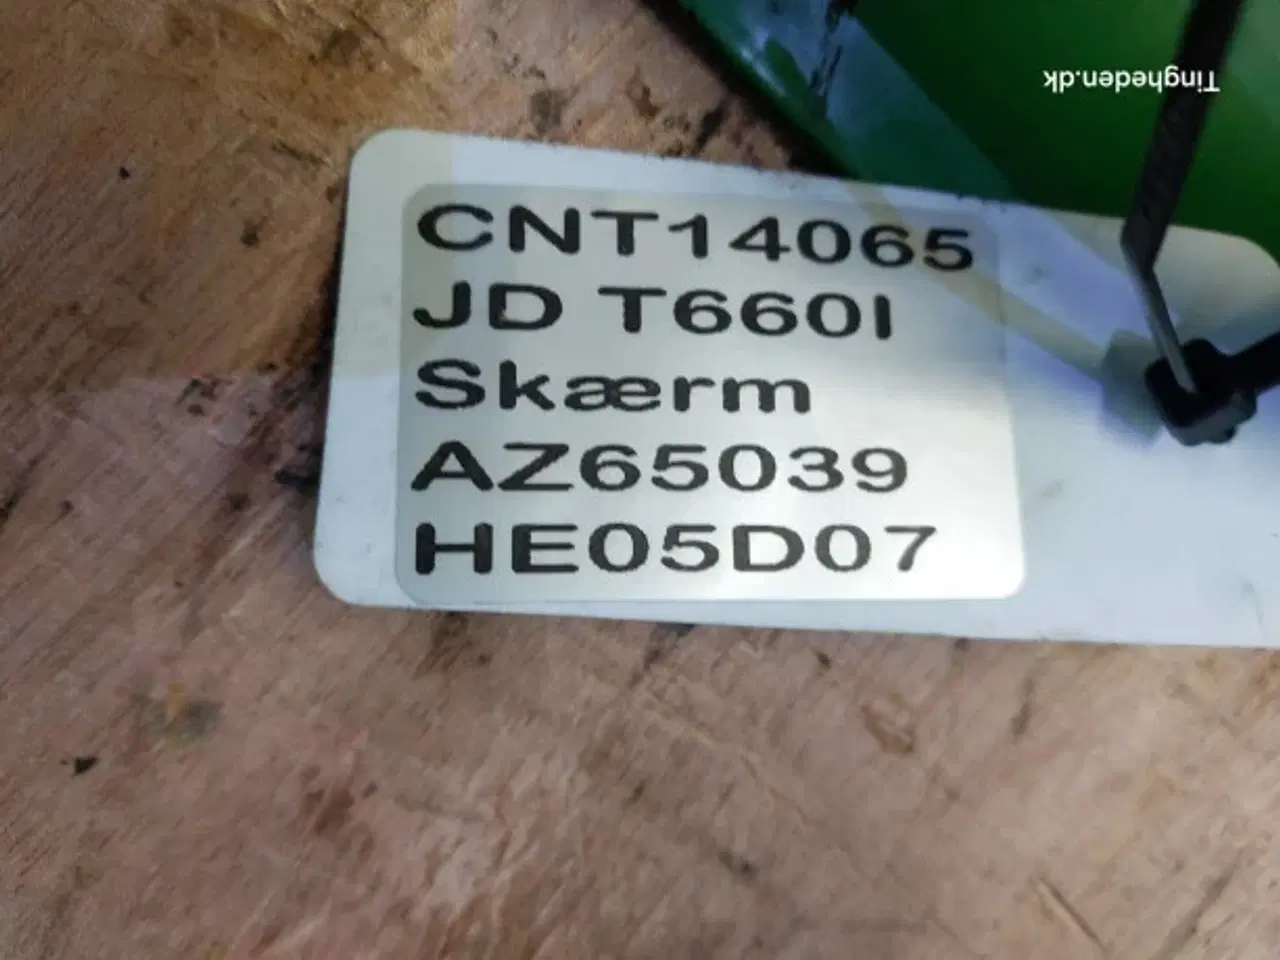 Tingheden.dk
CNT14065
JD T660I
Skærm
AZ65039
HE05D07